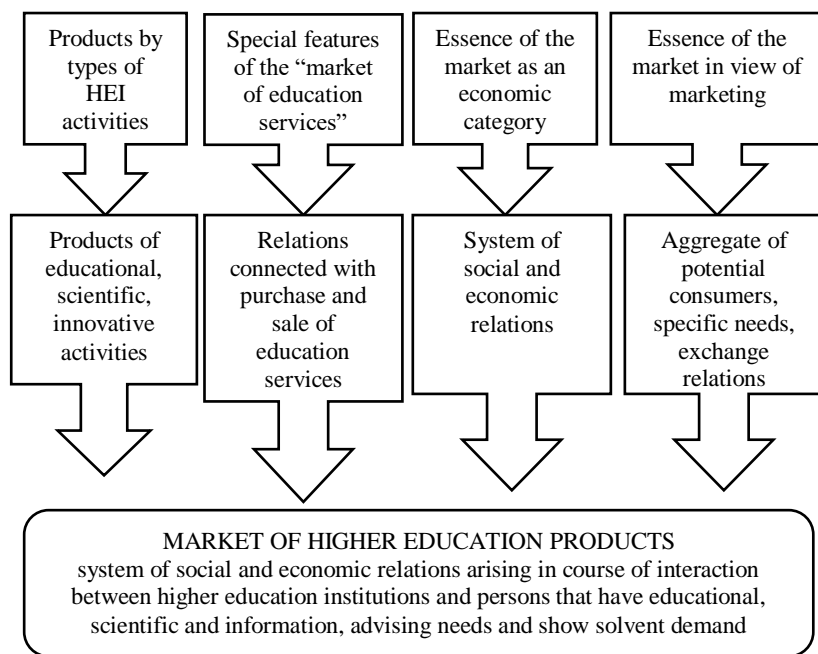 Products by
types of
HEI
activities
Special features
of the “market
of education
services”
Essence of the
market as an
economic
category
Essence of the
market in view of
marketing
Products of
educational,
scientific,
innovative
activities
Relations
connected with
purchase and
sale of
education
services
System of
social and
economic
relations
Aggregate of
potential
consumers,
specific needs,
exchange
relations
MARKET OF HIGHER EDUCATION PRODUCTS
system of social and economic relations arising in course of interaction
between higher education institutions and persons that have educational,
scientific and information, advising needs and show solvent demand